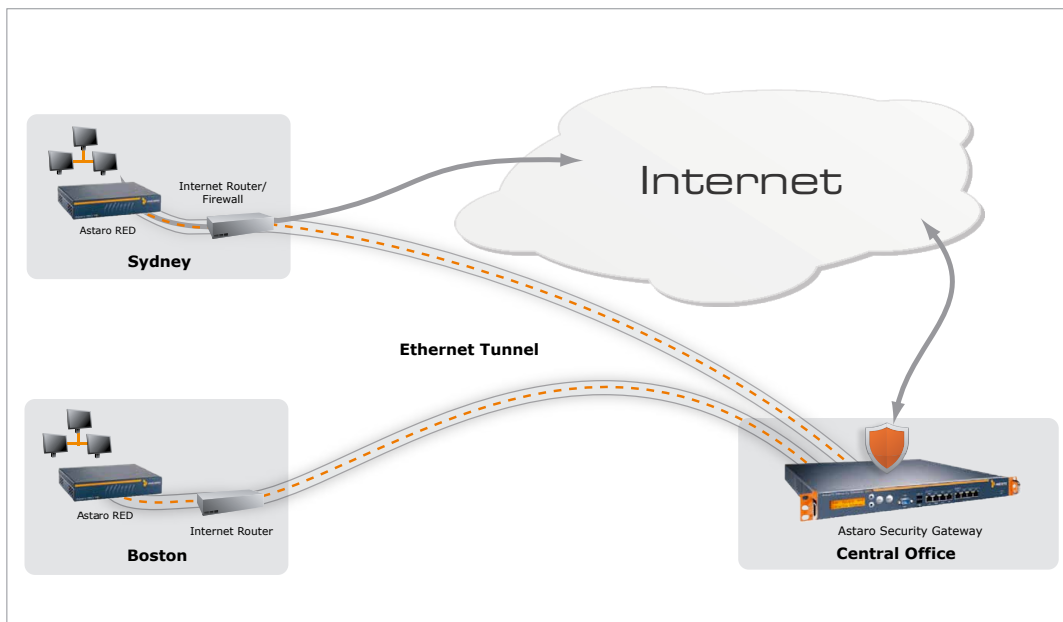 Internet
Internet Router/
Firewall
Astaro RED
Sydney
Ethernet Tunnel
Astaro RED
Internet Router
Boston
Astaro Security Gateway
Central Office